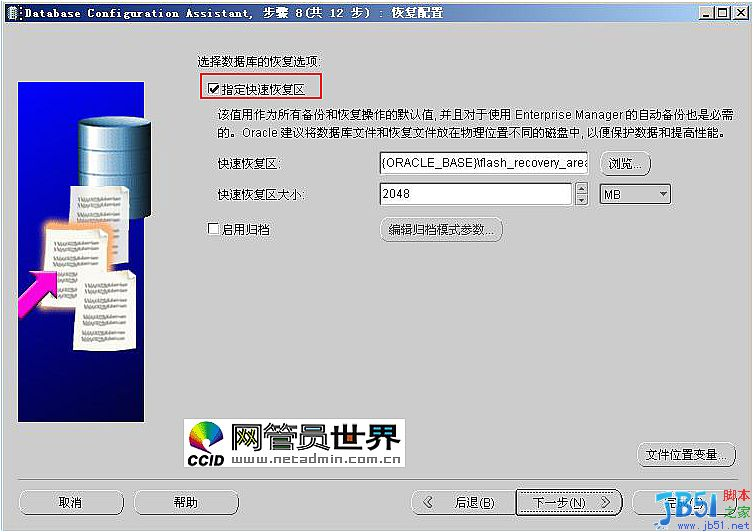 Database Configuration Assistant, 步骤 8(共 12 步) : 恢复配置
选择数据库的恢复选项:
指定快速恢复区
该值用作为所有备份和恢复操作的默认值, 并且对于使用 Enterprise Manager 的自动备份也是必需
的。Oracle 建议将数据库文件和恢复文件放在物理位置不同的磁盘中, 以便保护数据和提高性能。
快速恢复区: {ORACLE_BASE}\flash_recovery_area 浏览...
快速恢复区大小: 2048 MB
启用归档 编辑归档模式参数...
CCID 网管员世界
www.netadmin.com.cn
文件位置变量...
取消 帮助 后退(B) 下一步(N)
JB51 脚本之家
www.jb51.net